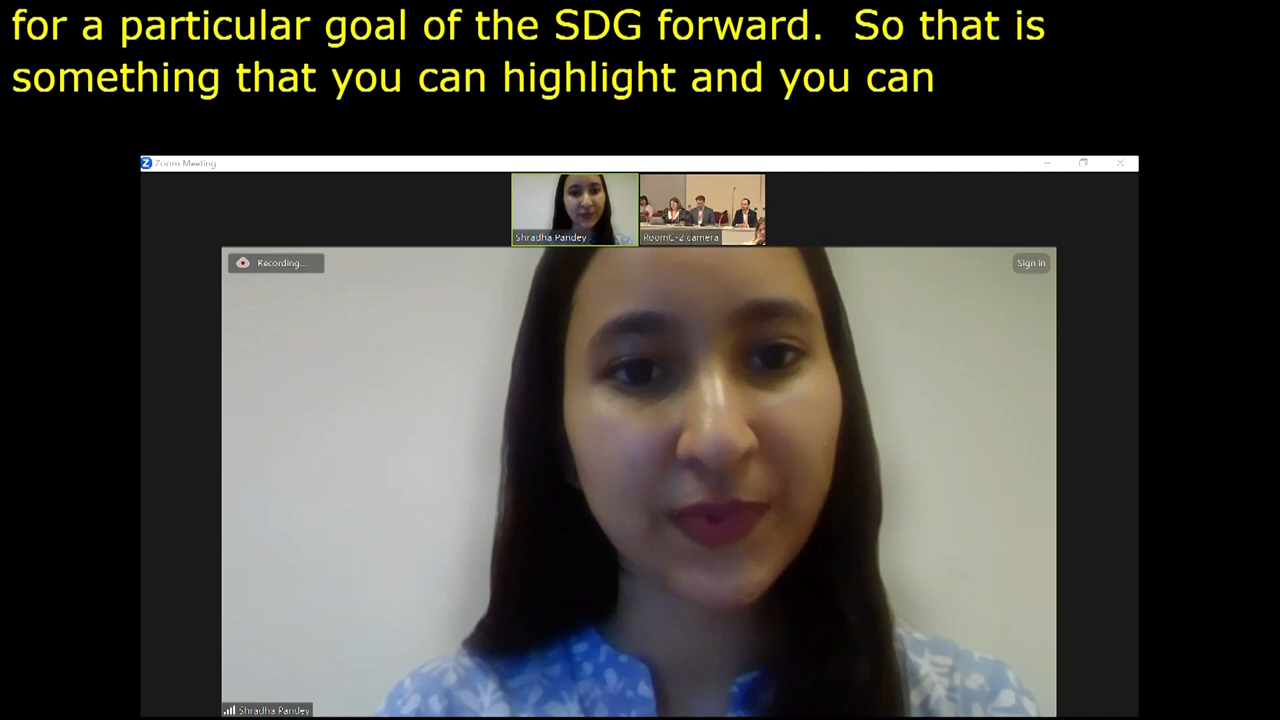 for a particular goal of the SDG forward.  So that is
something that you can highlight and you can
Zoom Meeting
Shradha Pandey
RoomC-2 camera
Recording...
Sign in
Shradha Pandey